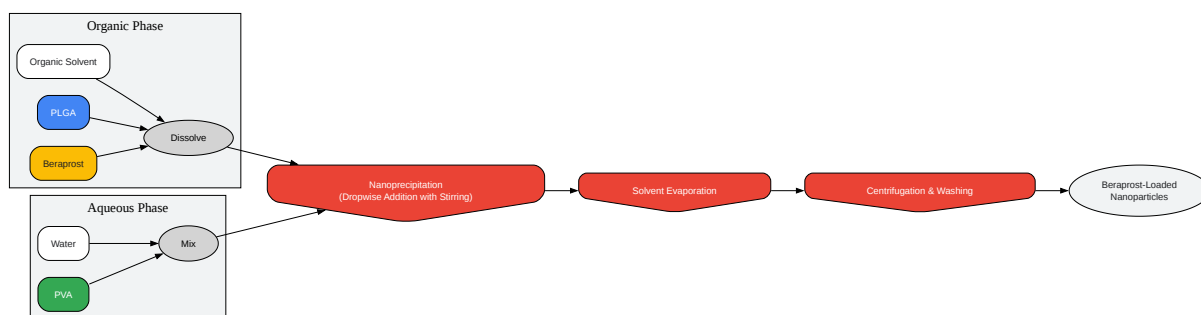 Organic Phase
Organic Solvent
PLGA
Beraprost
Dissolve
Aqueous Phase
Water
PVA
Mix
Nanoprecipitation
(Dropwise Addition with Stirring)
Solvent Evaporation
Centrifugation & Washing
Beraprost-Loaded
Nanoparticles